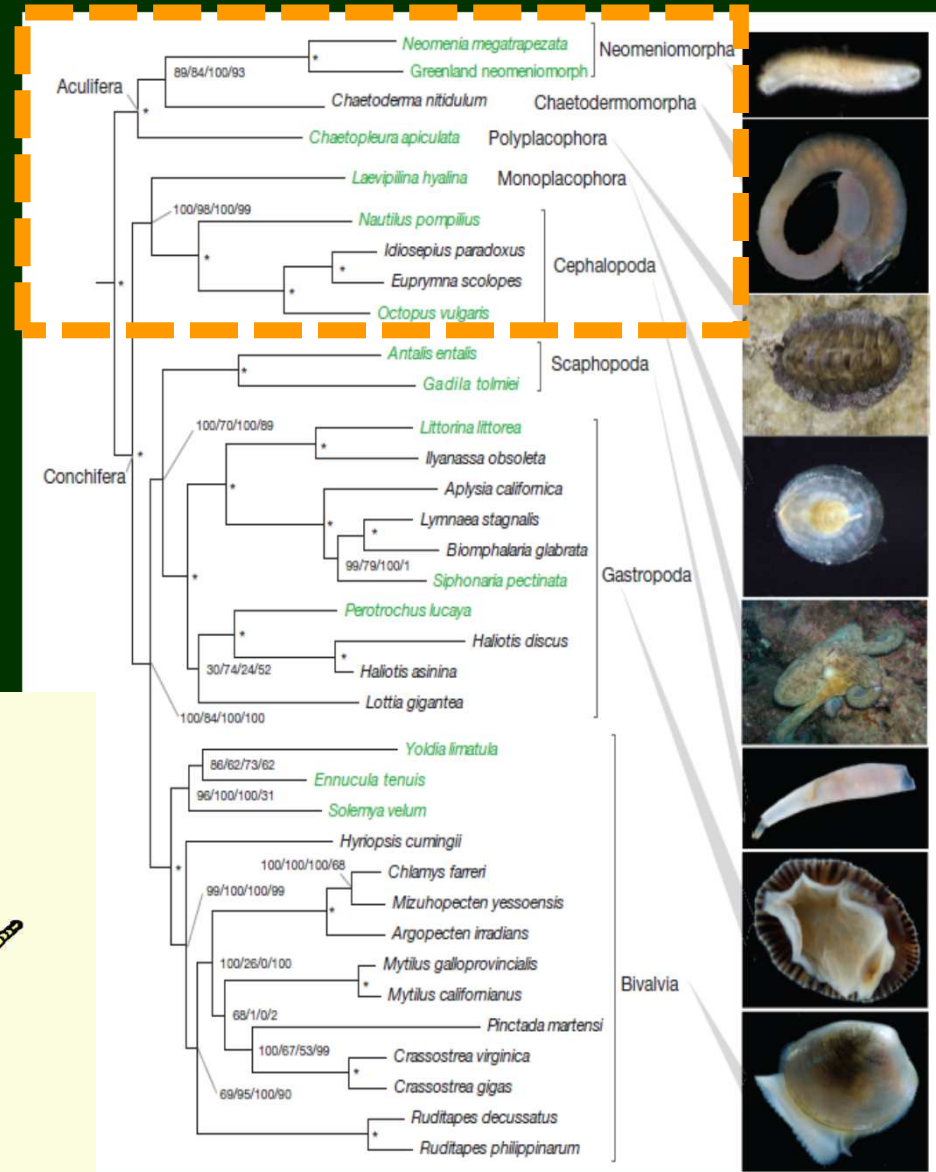 Neomenia megatrapezata
Neomeniomorpha
*
Greenland neomeniomorph
89/84/100/93
Aculifera
Chaetoderma nitidulum
Chaetodermomorpha
*
Chaetopleura apiculata
Polyplacophora
Laevipilina hyalina
Monoplacophora
100/98/100/99
Nautilus pompilius
Idiosepius paradoxus
*
*
Cephalopoda
Euprymna scolopes
*
*
Octopus vulgaris
Antalis entalis
Scaphopoda
*
Gadila tolmiei
100/70/100/89
Littorina littorea
*
Ilyanassa obsoleta
Conchifera
*
*
Aplysia californica
Lymnaea stagnalis
*
*
Biomphalaria glabrata
99/79/100/1
Gastropoda
*
Siphonaria pectinata
Perotrochus lucaya
*
Haliotis discus
*
30/74/24/52
Haliotis asinina
Lottia gigantea
100/84/100/100
Yoldia limatula
86/62/73/62
Ennucula tenuis
96/100/100/31
Solemya velum
Hyriopsis cumingii
100/100/100/68
*
Chlamys farreri
99/100/100/99
Mizuhopecten yessoensis
*
Argopecten irradians
100/26/0/100
Mytilus galloprovincialis
*
Bivalvia
Mytilus californianus
68/1/0/2
Pinctada martensi
100/67/53/99
Crassostrea virginica
*
Crassostrea gigas
69/95/100/90
Ruditapes decussatus
*
Ruditapes philippinarum